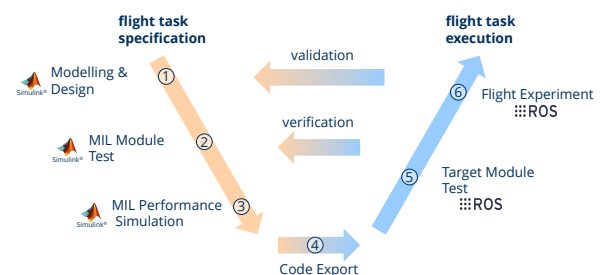 flight task
specification
flight task
execution
validation
① Modelling &
Design
Simulink®
⑥ Flight Experiment
ROS
verification
② MIL Module
Test
Simulink®
⑤ Target Module
Test
ROS
③ MIL Performance
Simulation
Simulink®
④
Code Export